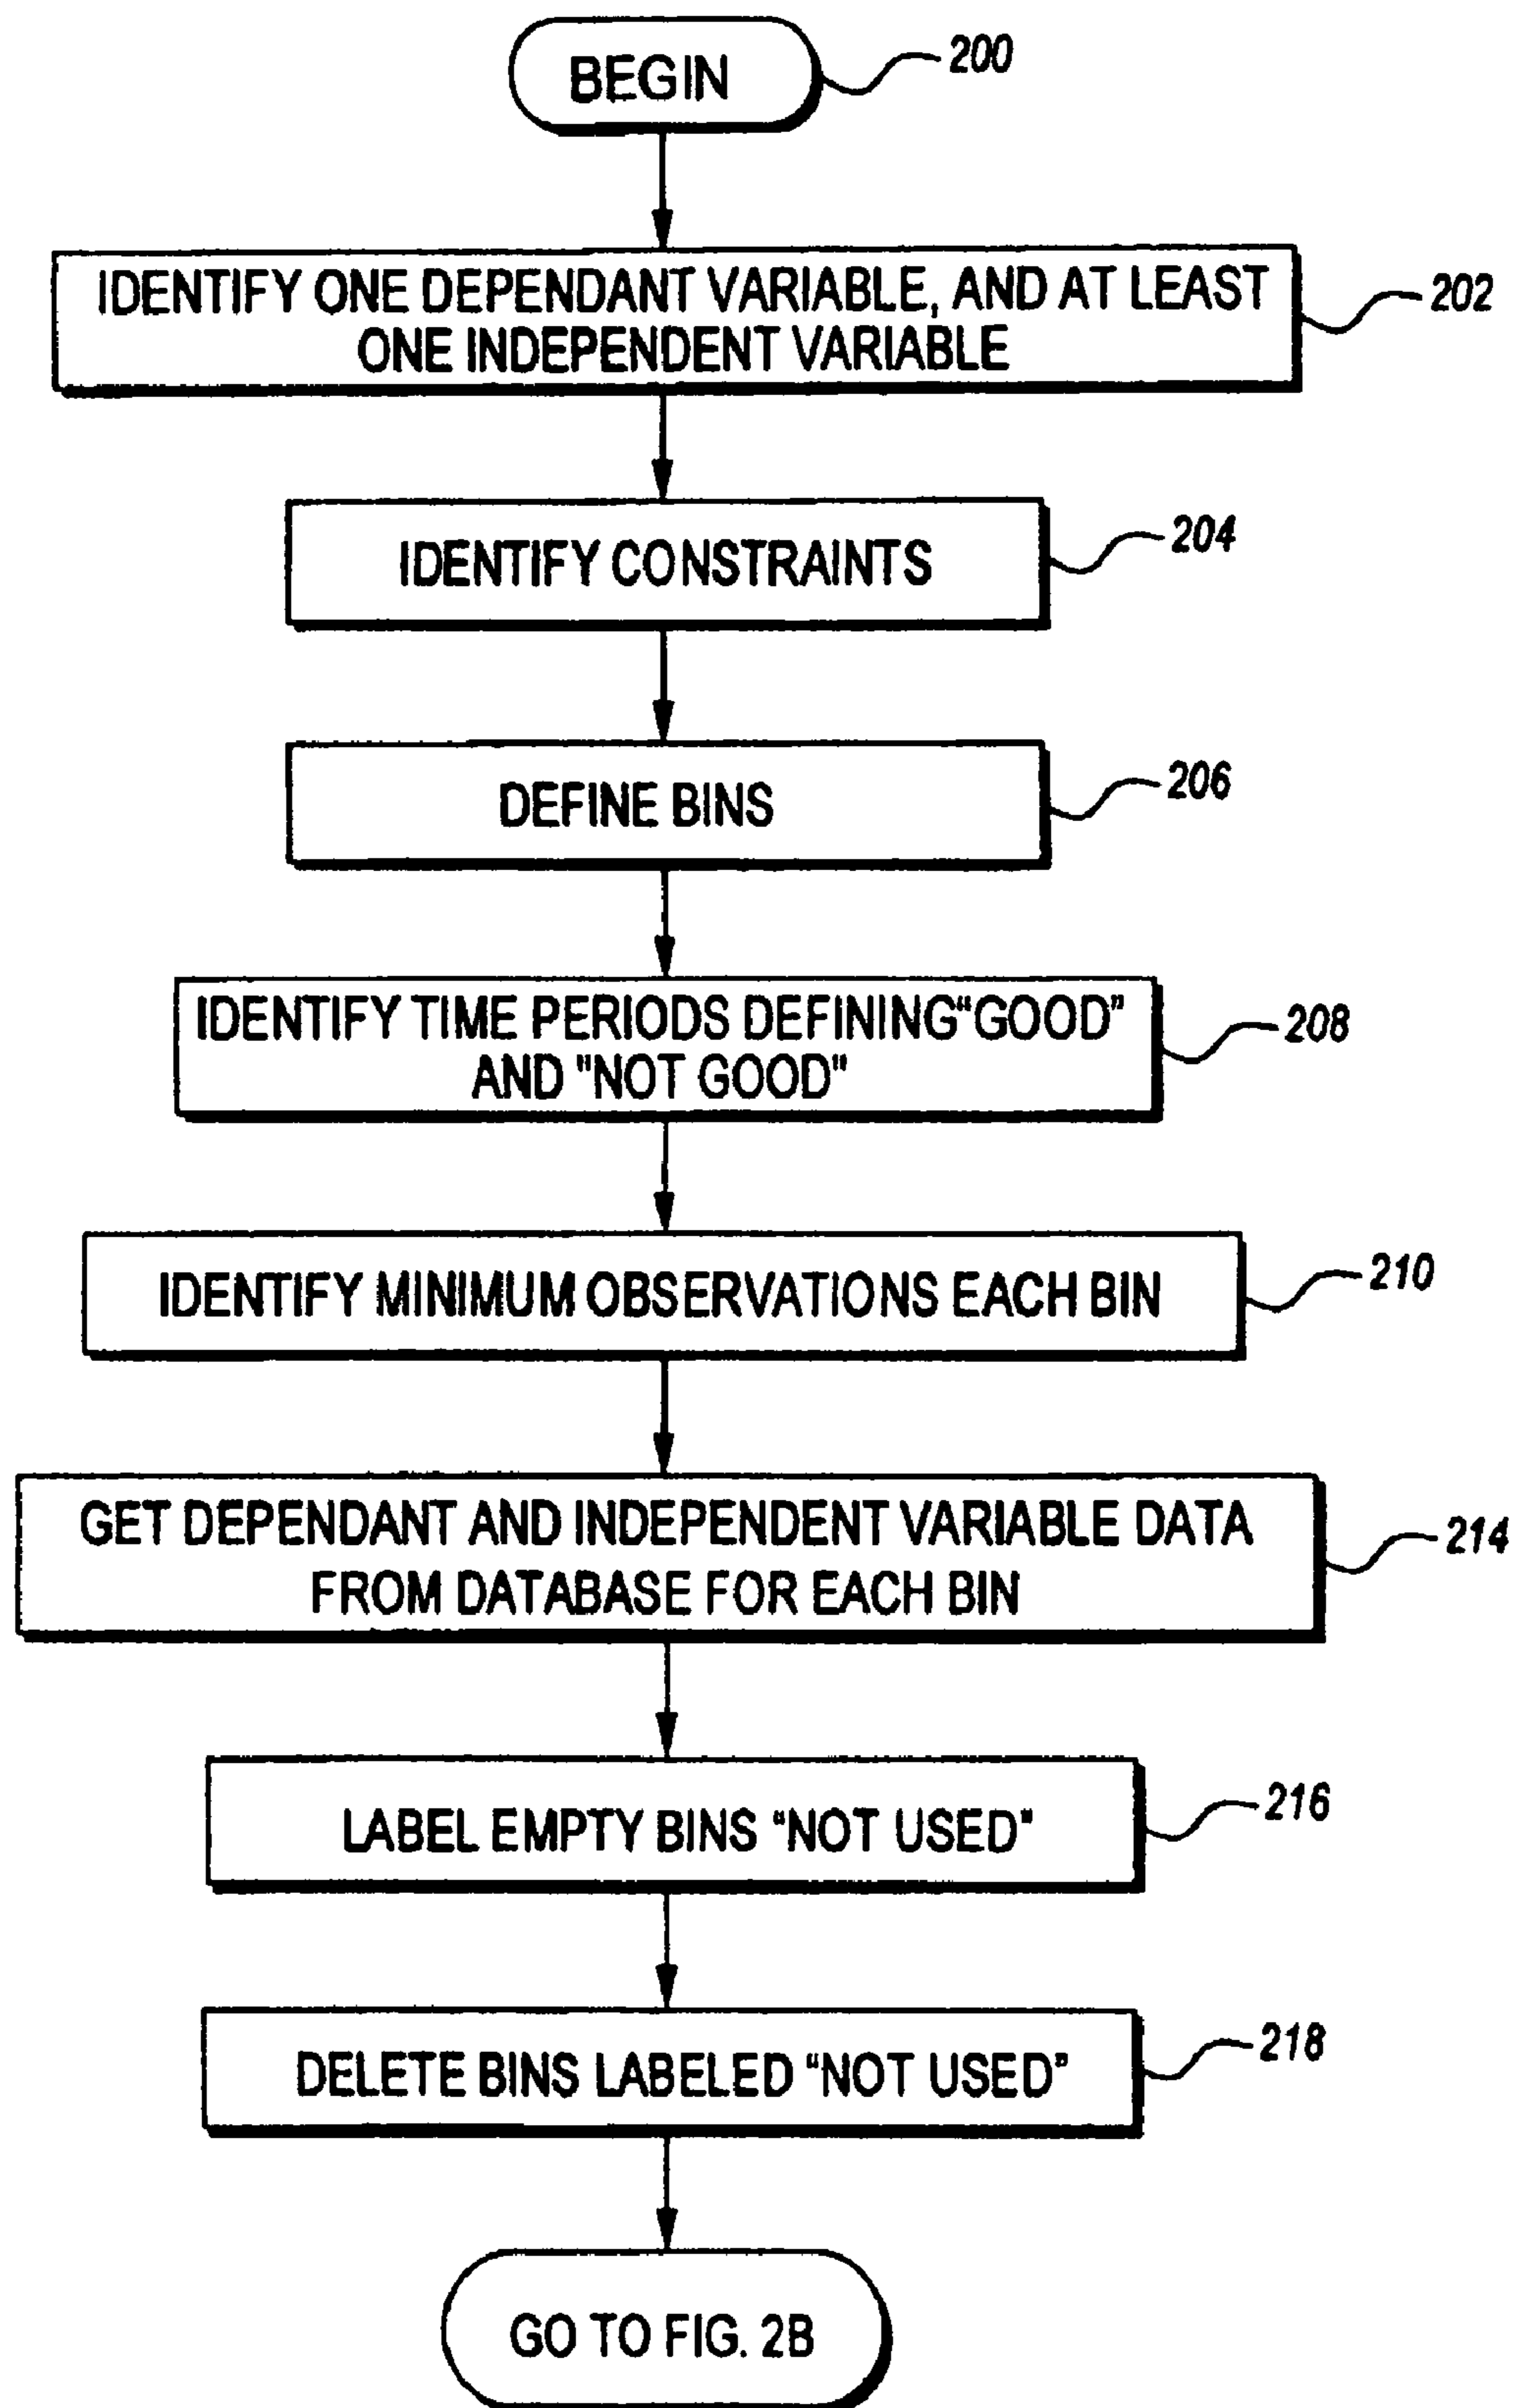 BEGIN
200
IDENTIFY ONE DEPENDANT VARIABLE, AND AT LEAST
ONE INDEPENDENT VARIABLE
202
IDENTIFY CONSTRAINTS
204
DEFINE BINS
206
IDENTIFY TIME PERIODS DEFINING“GOOD”
AND "NOT GOOD"
208
IDENTIFY MINIMUM OBSERVATIONS EACH BIN
210
GET DEPENDANT AND INDEPENDENT VARIABLE DATA
FROM DATABASE FOR EACH BIN
214
LABEL EMPTY BINS “NOT USED”
216
DELETE BINS LABELED “NOT USED”
218
GO TO FIG. 2B